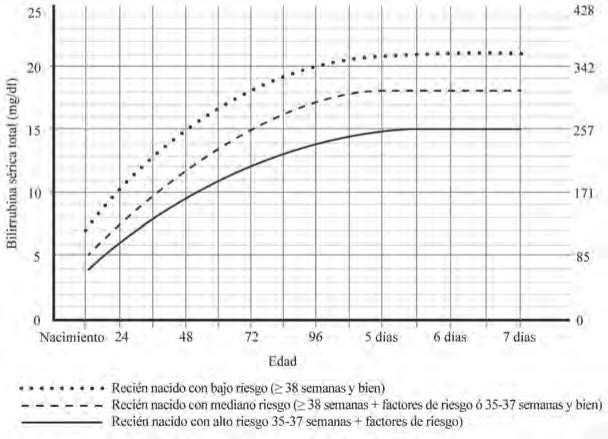 25
20
15
10
5
0
Bilirrubina sérica total (mg/dl)
428
342
257
171
85
0
Nacimiento 24 48 72 96 5 dias 6 dias 7 dias
Edad
Recién nacido con bajo riesgo (≥ 38 semanas y bien)
Recién nacido con mediano riesgo (≥ 38 semanas + factores de riesgo ó 35-37 semanas y bien)
Recién nacido con alto riesgo 35-37 semanas + factores de riesgo)